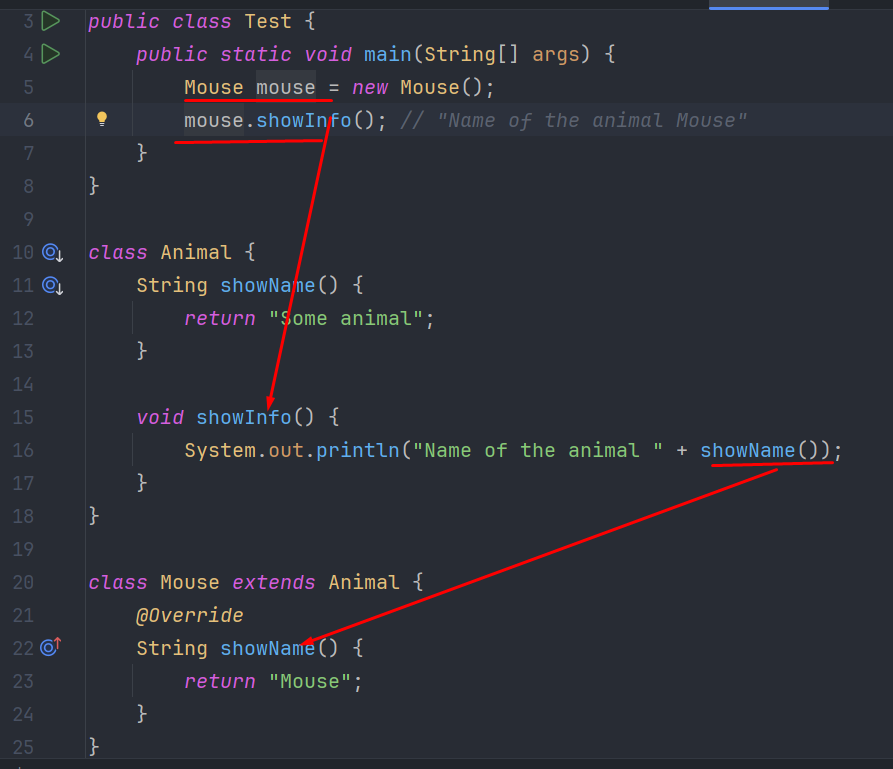 3 public class Test {
4 public static void main(String[] args) {
5 Mouse mouse = new Mouse();
6 mouse.showInfo(); // "Name of the animal Mouse"
7 }
8 }
9
10 class Animal {
11 String showName() {
12 return "Some animal";
13 }
14
15 void showInfo() {
16 System.out.println("Name of the animal " + showName());
17 }
18 }
19
20 class Mouse extends Animal {
21 @Override
22 String showName() {
23 return "Mouse";
24 }
25 }